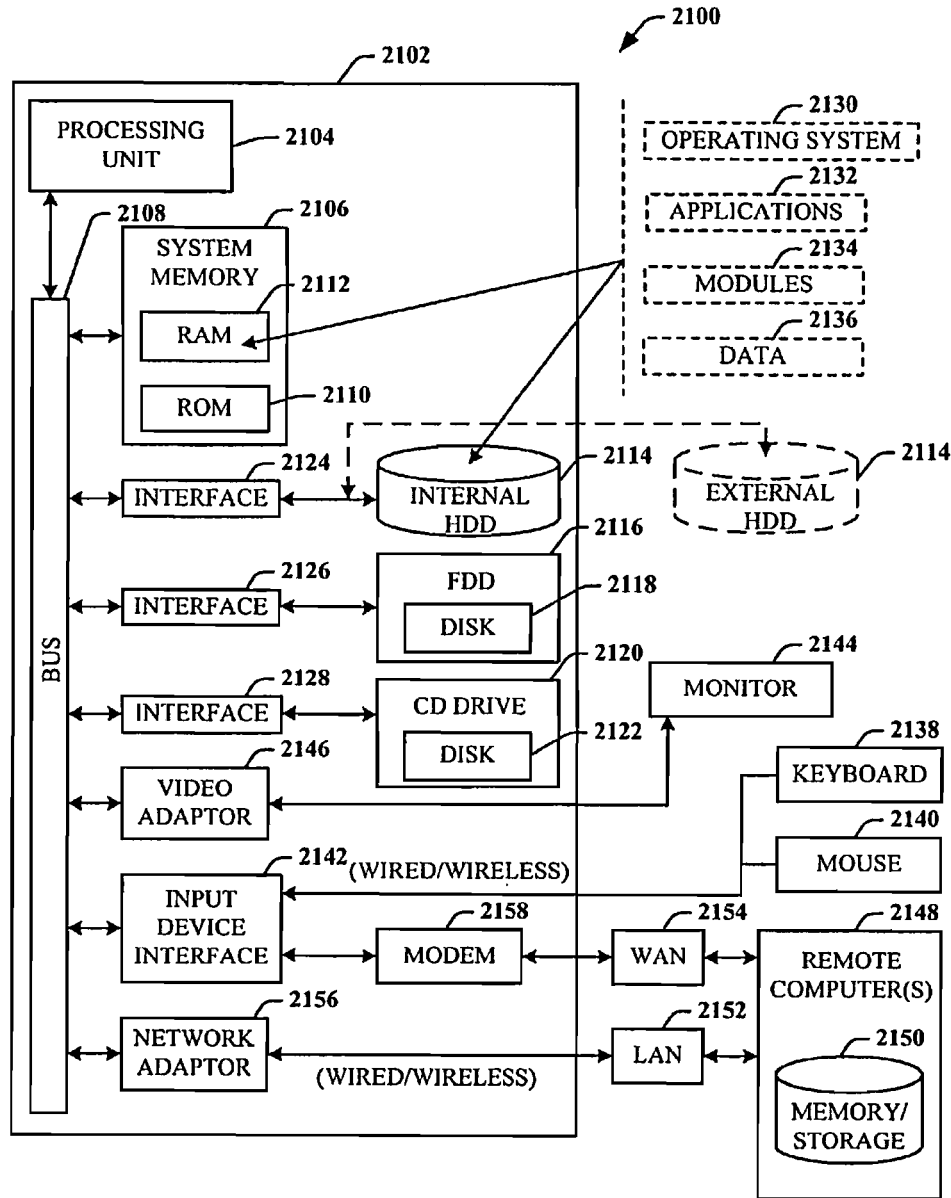 2100
2102
PROCESSING
UNIT
2104
2130
OPERATING SYSTEM
2132
APPLICATIONS
2134
MODULES
2136
DATA
2108
2106
SYSTEM
MEMORY
2112
RAM
2110
ROM
BUS
2124
INTERFACE
2114
INTERNAL
HDD
2114
EXTERNAL
HDD
2126
INTERFACE
2116
FDD
2118
DISK
2128
INTERFACE
2120
CD DRIVE
2122
DISK
2144
MONITOR
2146
VIDEO
ADAPTOR
2138
KEYBOARD
2140
MOUSE
2142
INPUT
DEVICE
INTERFACE
(WIRED/WIRELESS)
2158
MODEM
2154
WAN
2148
REMOTE
COMPUTER(S)
2156
NETWORK
ADAPTOR
(WIRED/WIRELESS)
2152
LAN
2150
MEMORY/
STORAGE